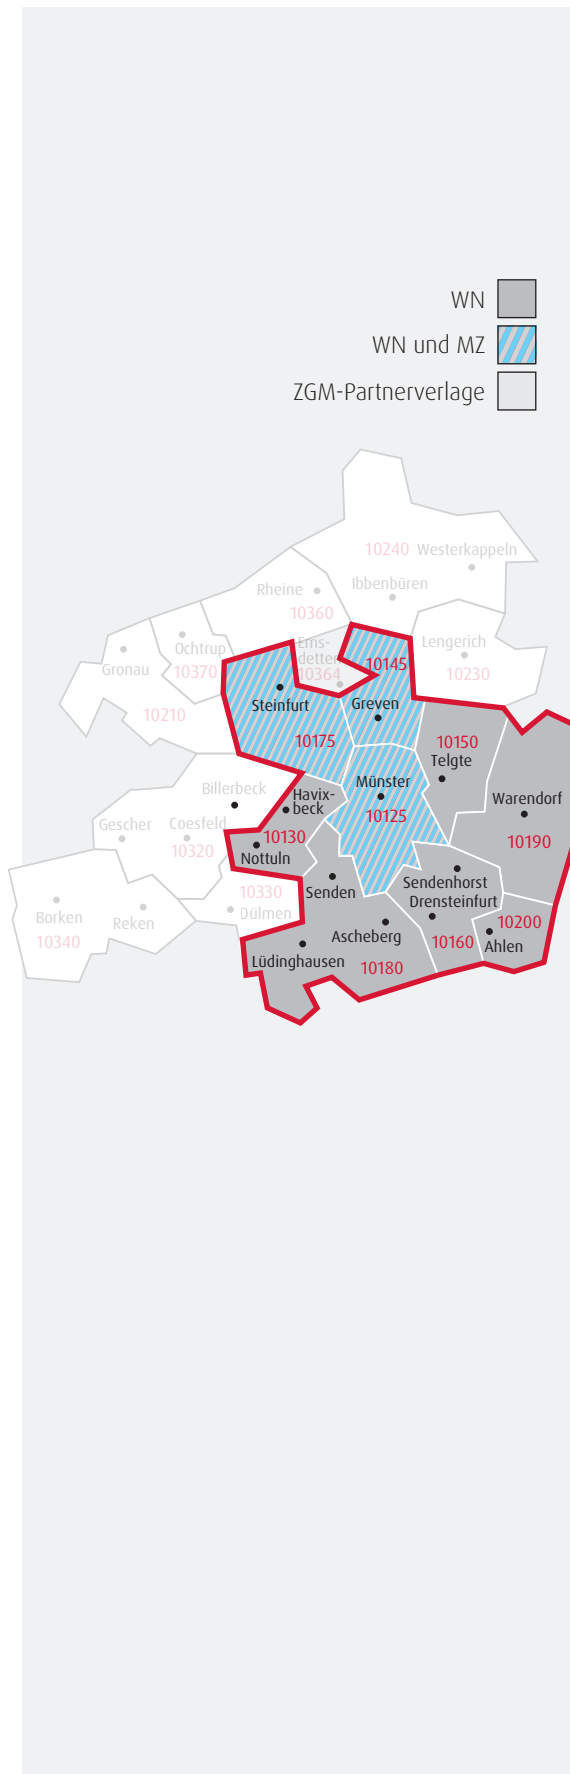 WN
WN und MZ
ZGM-Partnerverlage
10240 Westerkappeln
Ibbenbüren
Rheine
10360
Ochtrup
10370
Gronau
10210
Ems-
detten
10364
10145
Lengerich
10230
Steinfurt
Greven
10175
10150
Telgte
Münster
10125
Warendorf
10190
Billerbeck
Havix-
beck
Gescher
Coesfeld
10320
10130
Nottuln
10330
Dülmen
Senden
Sendenhorst
Drensteinfurt
Borken
10340
Reken
Ascheberg
10160
10200
Ahlen
Lüdinghausen
10180